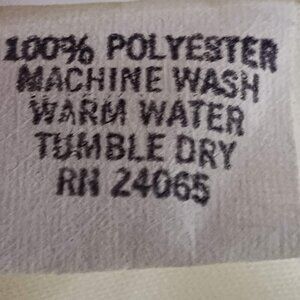 100% POLYESTER
MACHINE WASH
WARM WATER
TUMBLE DRY
RN 24065